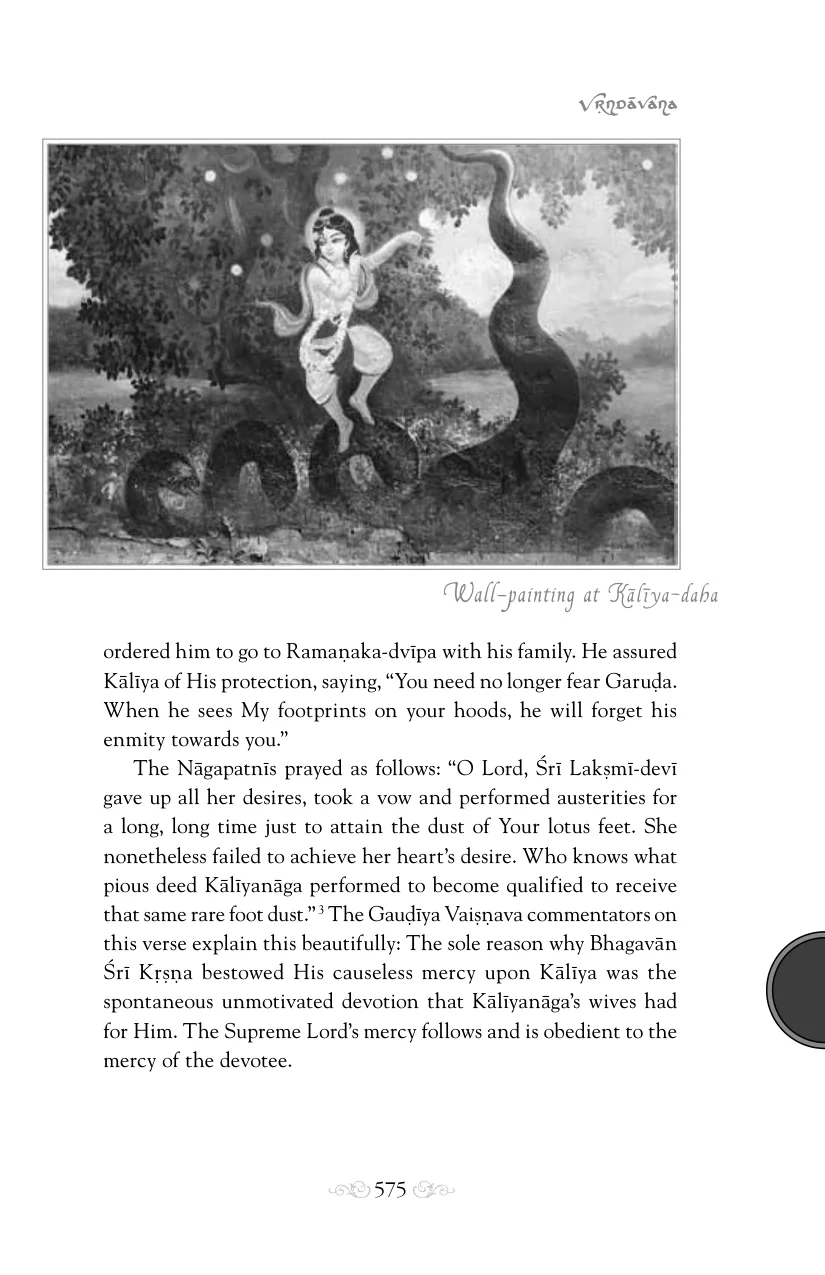 Vṛndāvana
Wall-painting at Kālīya-daha
ordered him to go to Ramaṇaka-dvīpa with his family. He assured
Kālīya of His protection, saying, “You need no longer fear Garuḍa.
When he sees My footprints on your hoods, he will forget his
enmity towards you.”
The Nāgapatnīs prayed as follows: “O Lord, Śrī Lakṣmī-devī
gave up all her desires, took a vow and performed austerities for
a long, long time just to attain the dust of Your lotus feet. She
nonetheless failed to achieve her heart’s desire. Who knows what
pious deed Kālīyanāga performed to become qualified to receive
that same rare foot dust.” 3 The Gauḍīya Vaiṣṇava commentators on
this verse explain this beautifully: The sole reason why Bhagavān
Śrī Kṛṣṇa bestowed His causeless mercy upon Kālīya was the
spontaneous unmotivated devotion that Kālīyanāga’s wives had
for Him. The Supreme Lord’s mercy follows and is obedient to the
mercy of the devotee.
575